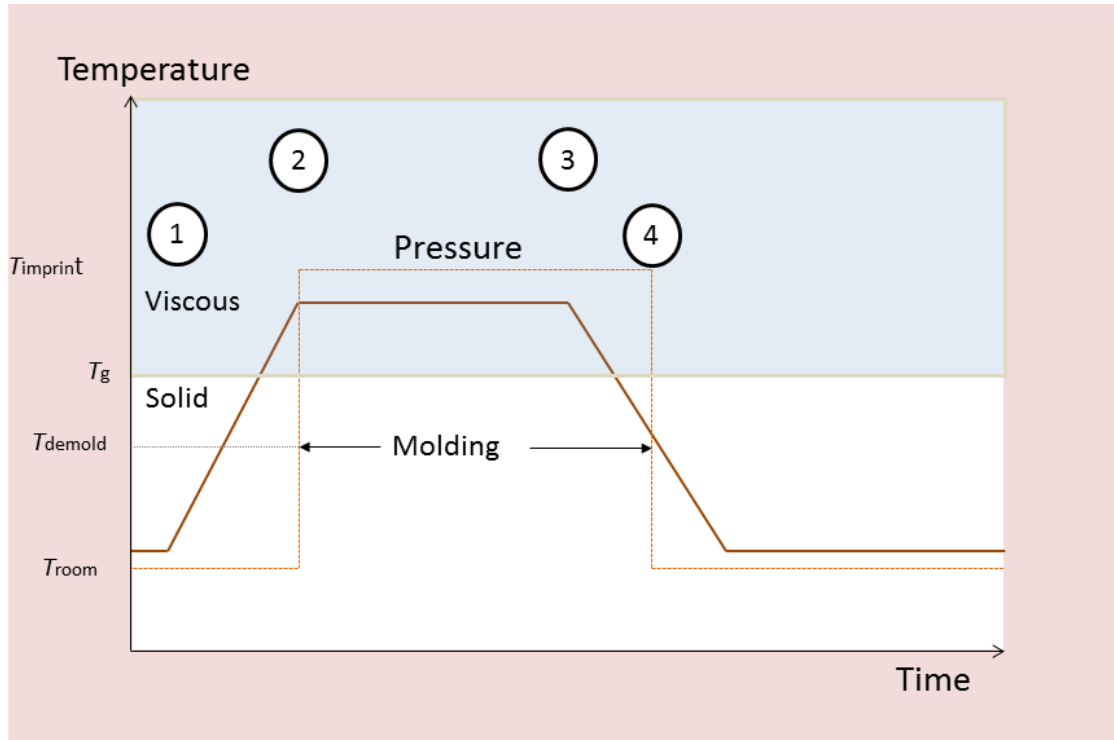 Temperature
2
3
1
4
Pressure
Timprint
Viscous
Tg
Solid
Tdemold
Molding
Troom
Time